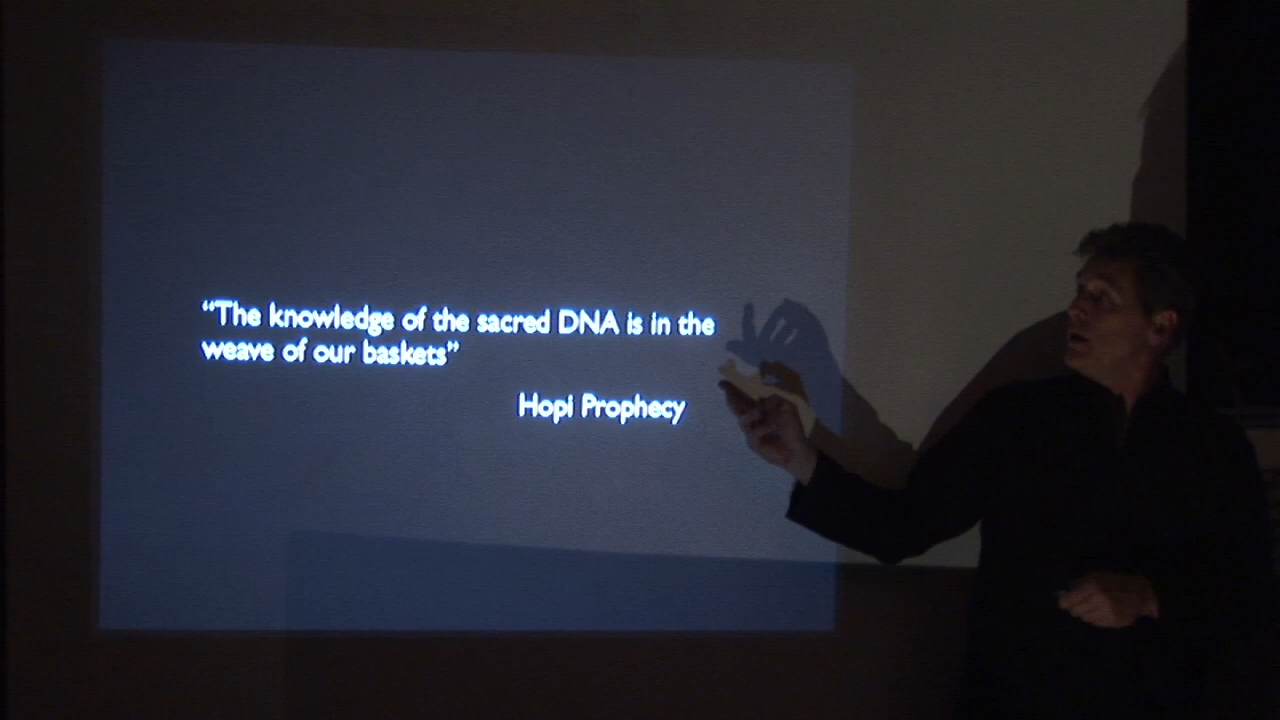 “The knowledge of the sacred DNA is in the
weave of our baskets”
Hopi Prophecy